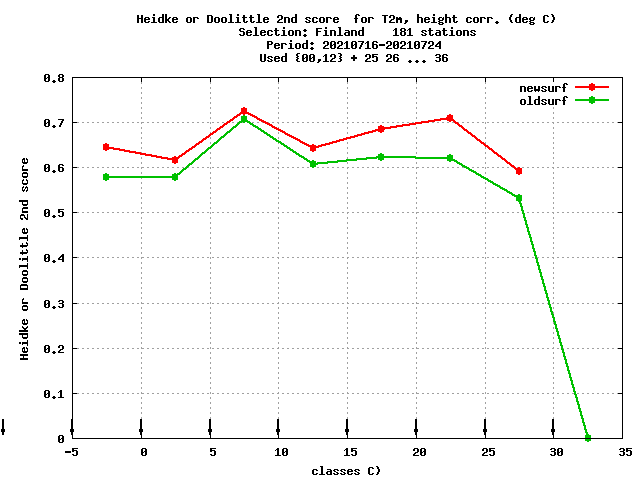 Heidke or Doolittle 2nd score  for T2m, height corr. (deg C)
Selection: Finland    181 stations
Period: 20210716-20210724
Used {00,12} + 25 26 ... 36
newsurf
oldsurf
Heidke or Doolittle 2nd score
0.8
0.7
0.6
0.5
0.4
0.3
0.2
0.1
0
-5 0 5 10 15 20 25 30 35
classes C)